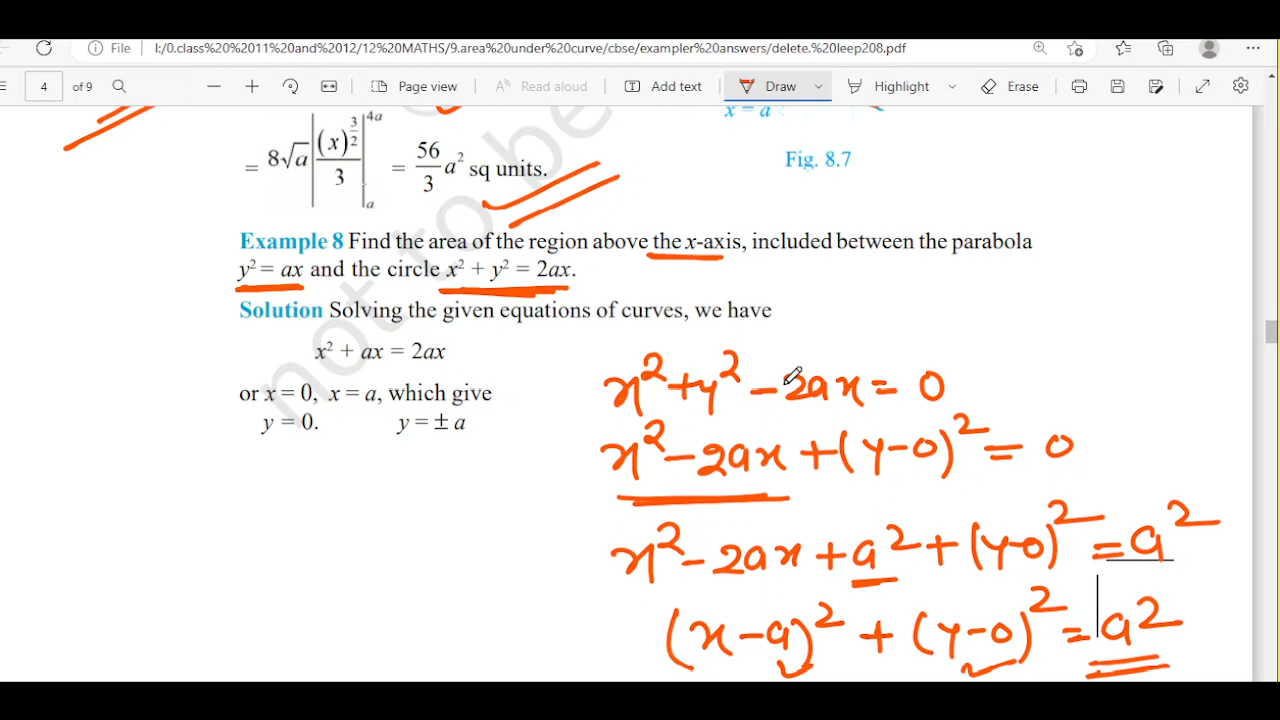 File I:/0.class%20%2011%20and%2012/12%20MATHS/9.area%20under%20curve/cbse/exampler%20answers/delete.%20leep208.pdf
4 of 9 Page view Read aloud Add text Draw Highlight Erase
x = a
= 8√a |(x)^{3/2}/3|_a^{4a} = 56/3 a² sq units.
Fig. 8.7
Example 8 Find the area of the region above the x-axis, included between the parabola
y² = ax and the circle x² + y² = 2ax.
Solution Solving the given equations of curves, we have
x² + ax = 2ax
or x = 0, x = a, which give
y = 0. y = ± a
x² + y² − 2ax = 0
x² − 2ax + (y−0)² = 0
x² − 2ax + a² + (y−0)² = a²
(x−a)² + (y−0)² = a²
not to be